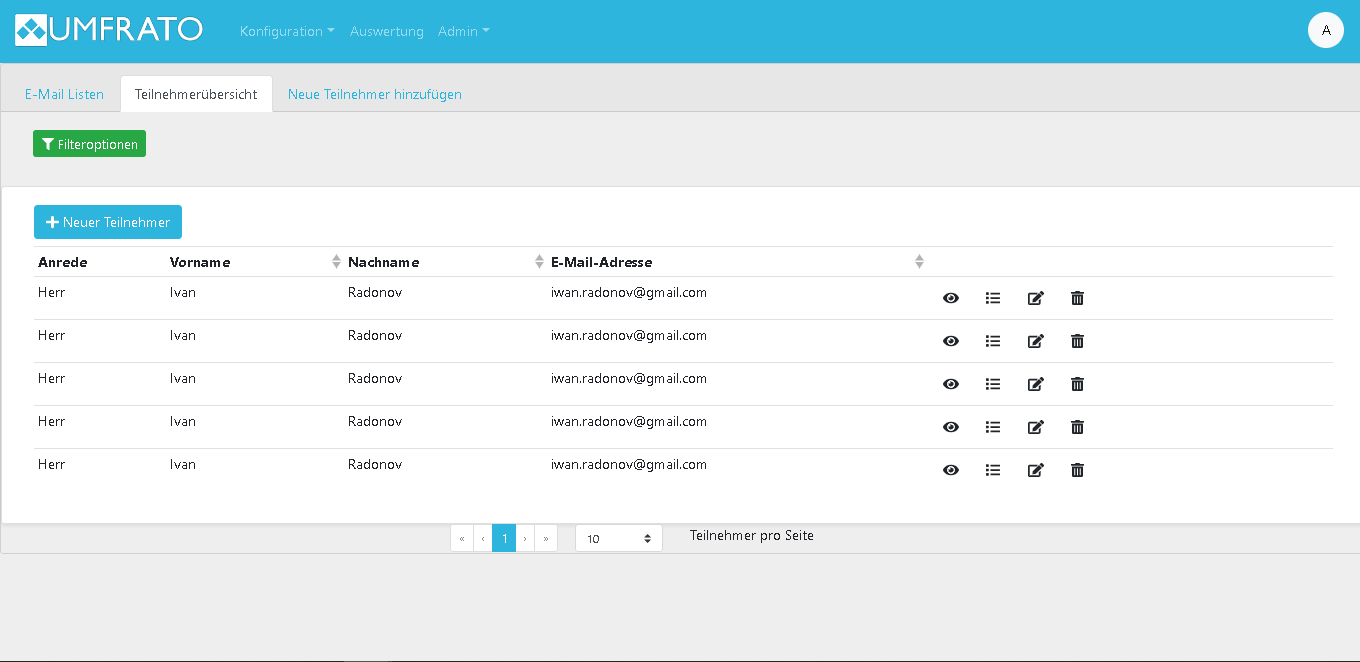 UMFRATO Konfiguration Auswertung Admin A
E-Mail Listen Teilnehmerübersicht Neue Teilnehmer hinzufügen
Filteroptionen
Neuer Teilnehmer
Anrede Vorname Nachname E-Mail-Adresse
Herr Ivan Radonov iwan.radonov@gmail.com
Herr Ivan Radonov iwan.radonov@gmail.com
Herr Ivan Radonov iwan.radonov@gmail.com
Herr Ivan Radonov iwan.radonov@gmail.com
Herr Ivan Radonov iwan.radonov@gmail.com
« ‹ 1 › » 10 Teilnehmer pro Seite